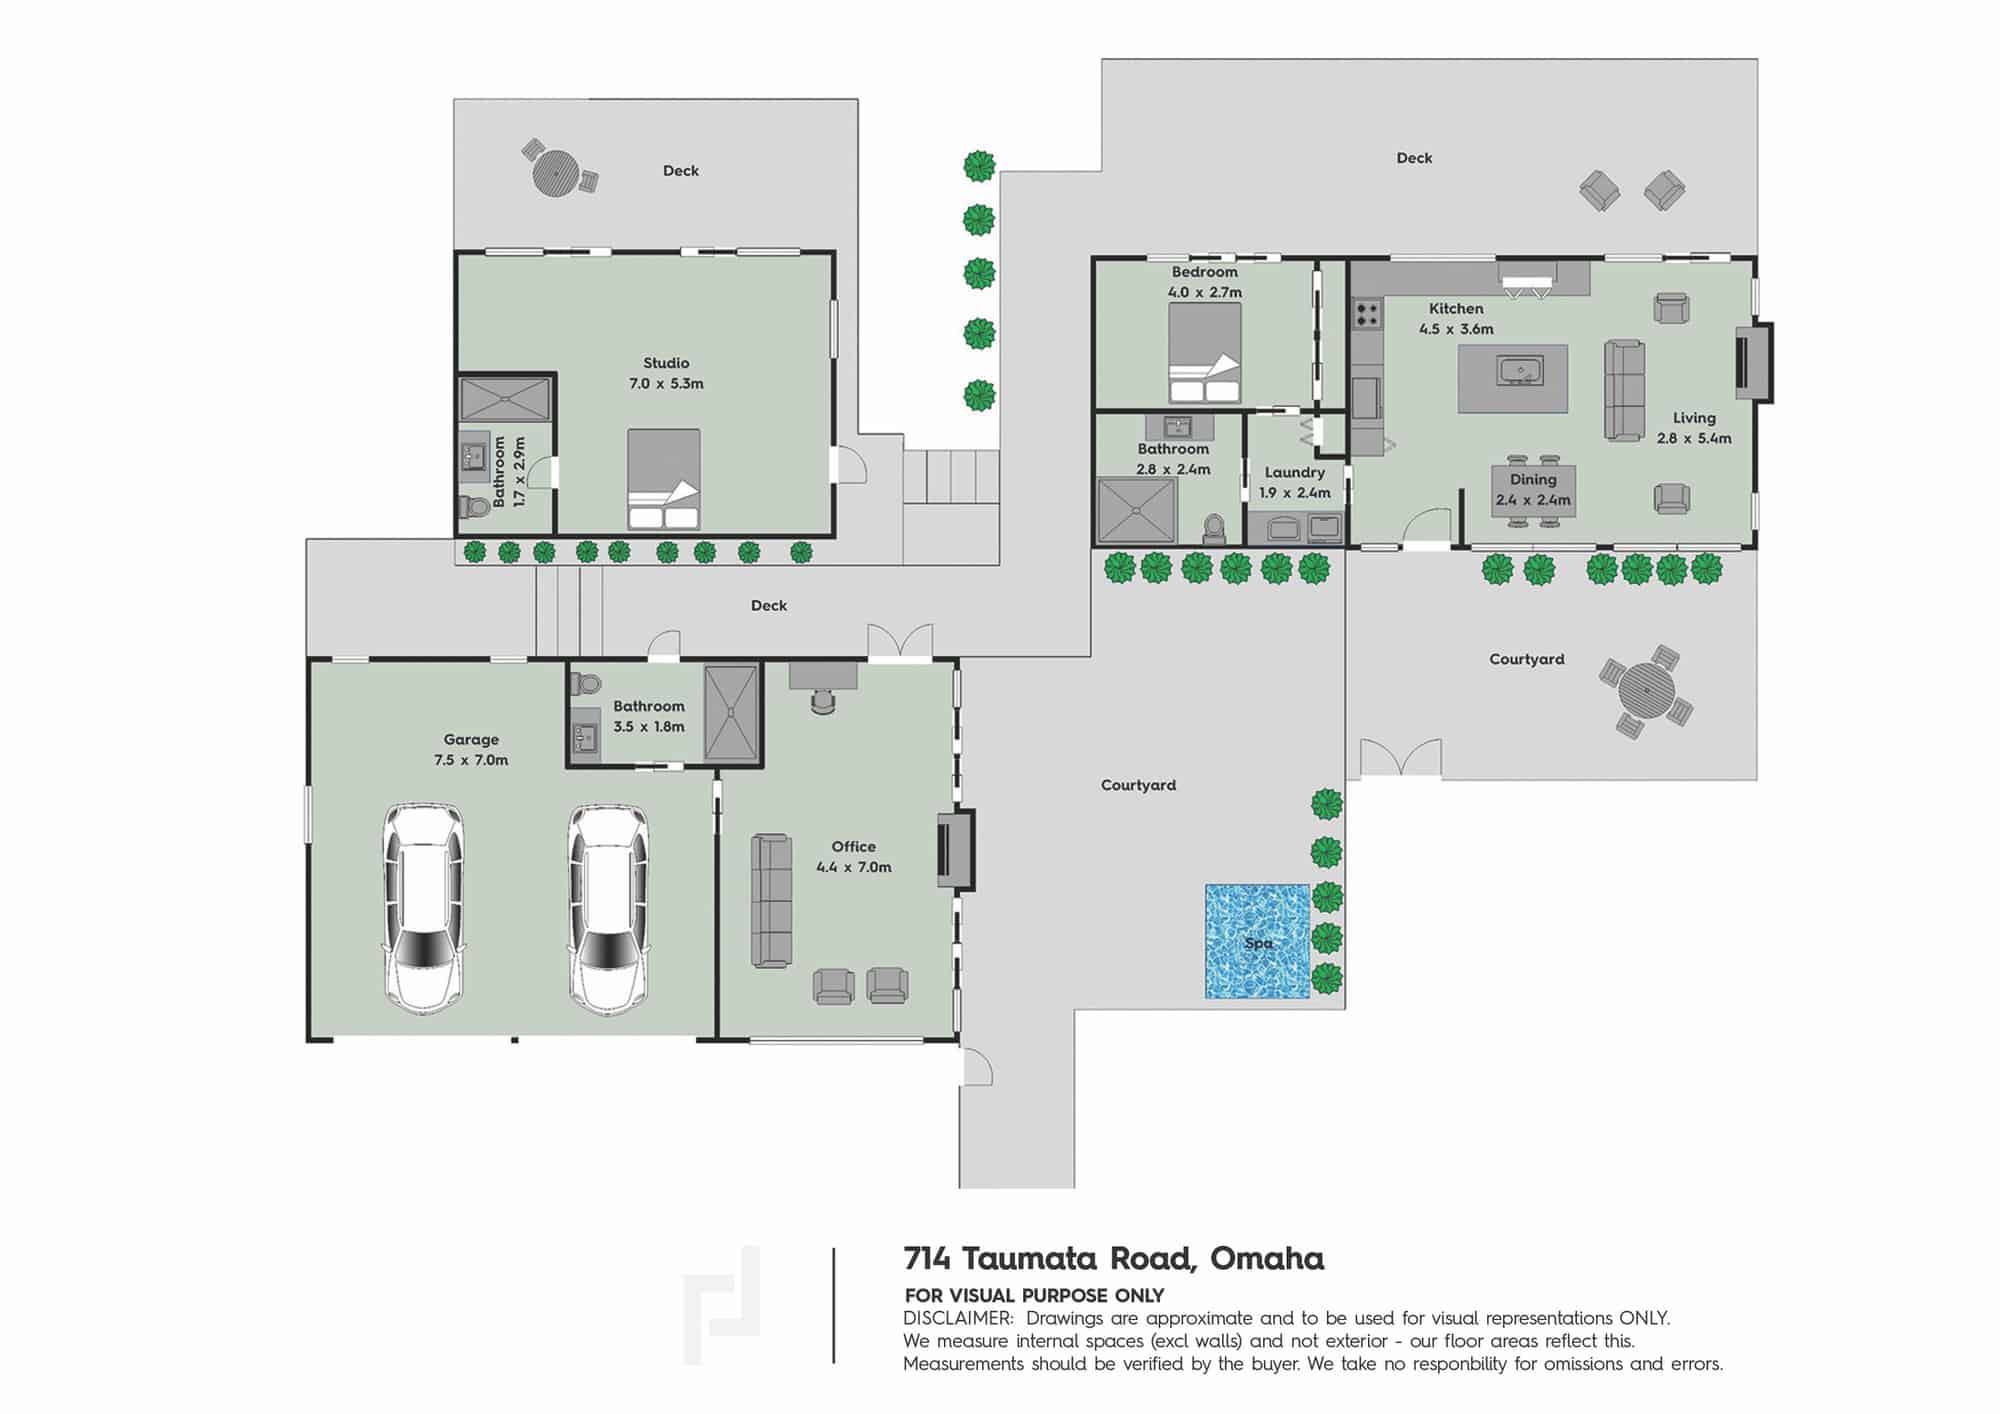 Deck
Deck
Bedroom
4.0 x 2.7m
Kitchen
4.5 x 3.6m
Studio
7.0 x 5.3m
Living
2.8 x 5.4m
Bathroom
1.7 x 2.9m
Bathroom
2.8 x 2.4m
Laundry
1.9 x 2.4m
Dining
2.4 x 2.4m
Deck
Courtyard
Bathroom
3.5 x 1.8m
Garage
7.5 x 7.0m
Courtyard
Office
4.4 x 7.0m
Spa
714 Taumata Road, Omaha
FOR VISUAL PURPOSE ONLY
DISCLAIMER: Drawings are approximate and to be used for visual representations ONLY.
We measure internal spaces (excl walls) and not exterior - our floor areas reflect this.
Measurements should be verified by the buyer. We take no responbility for omissions and errors.